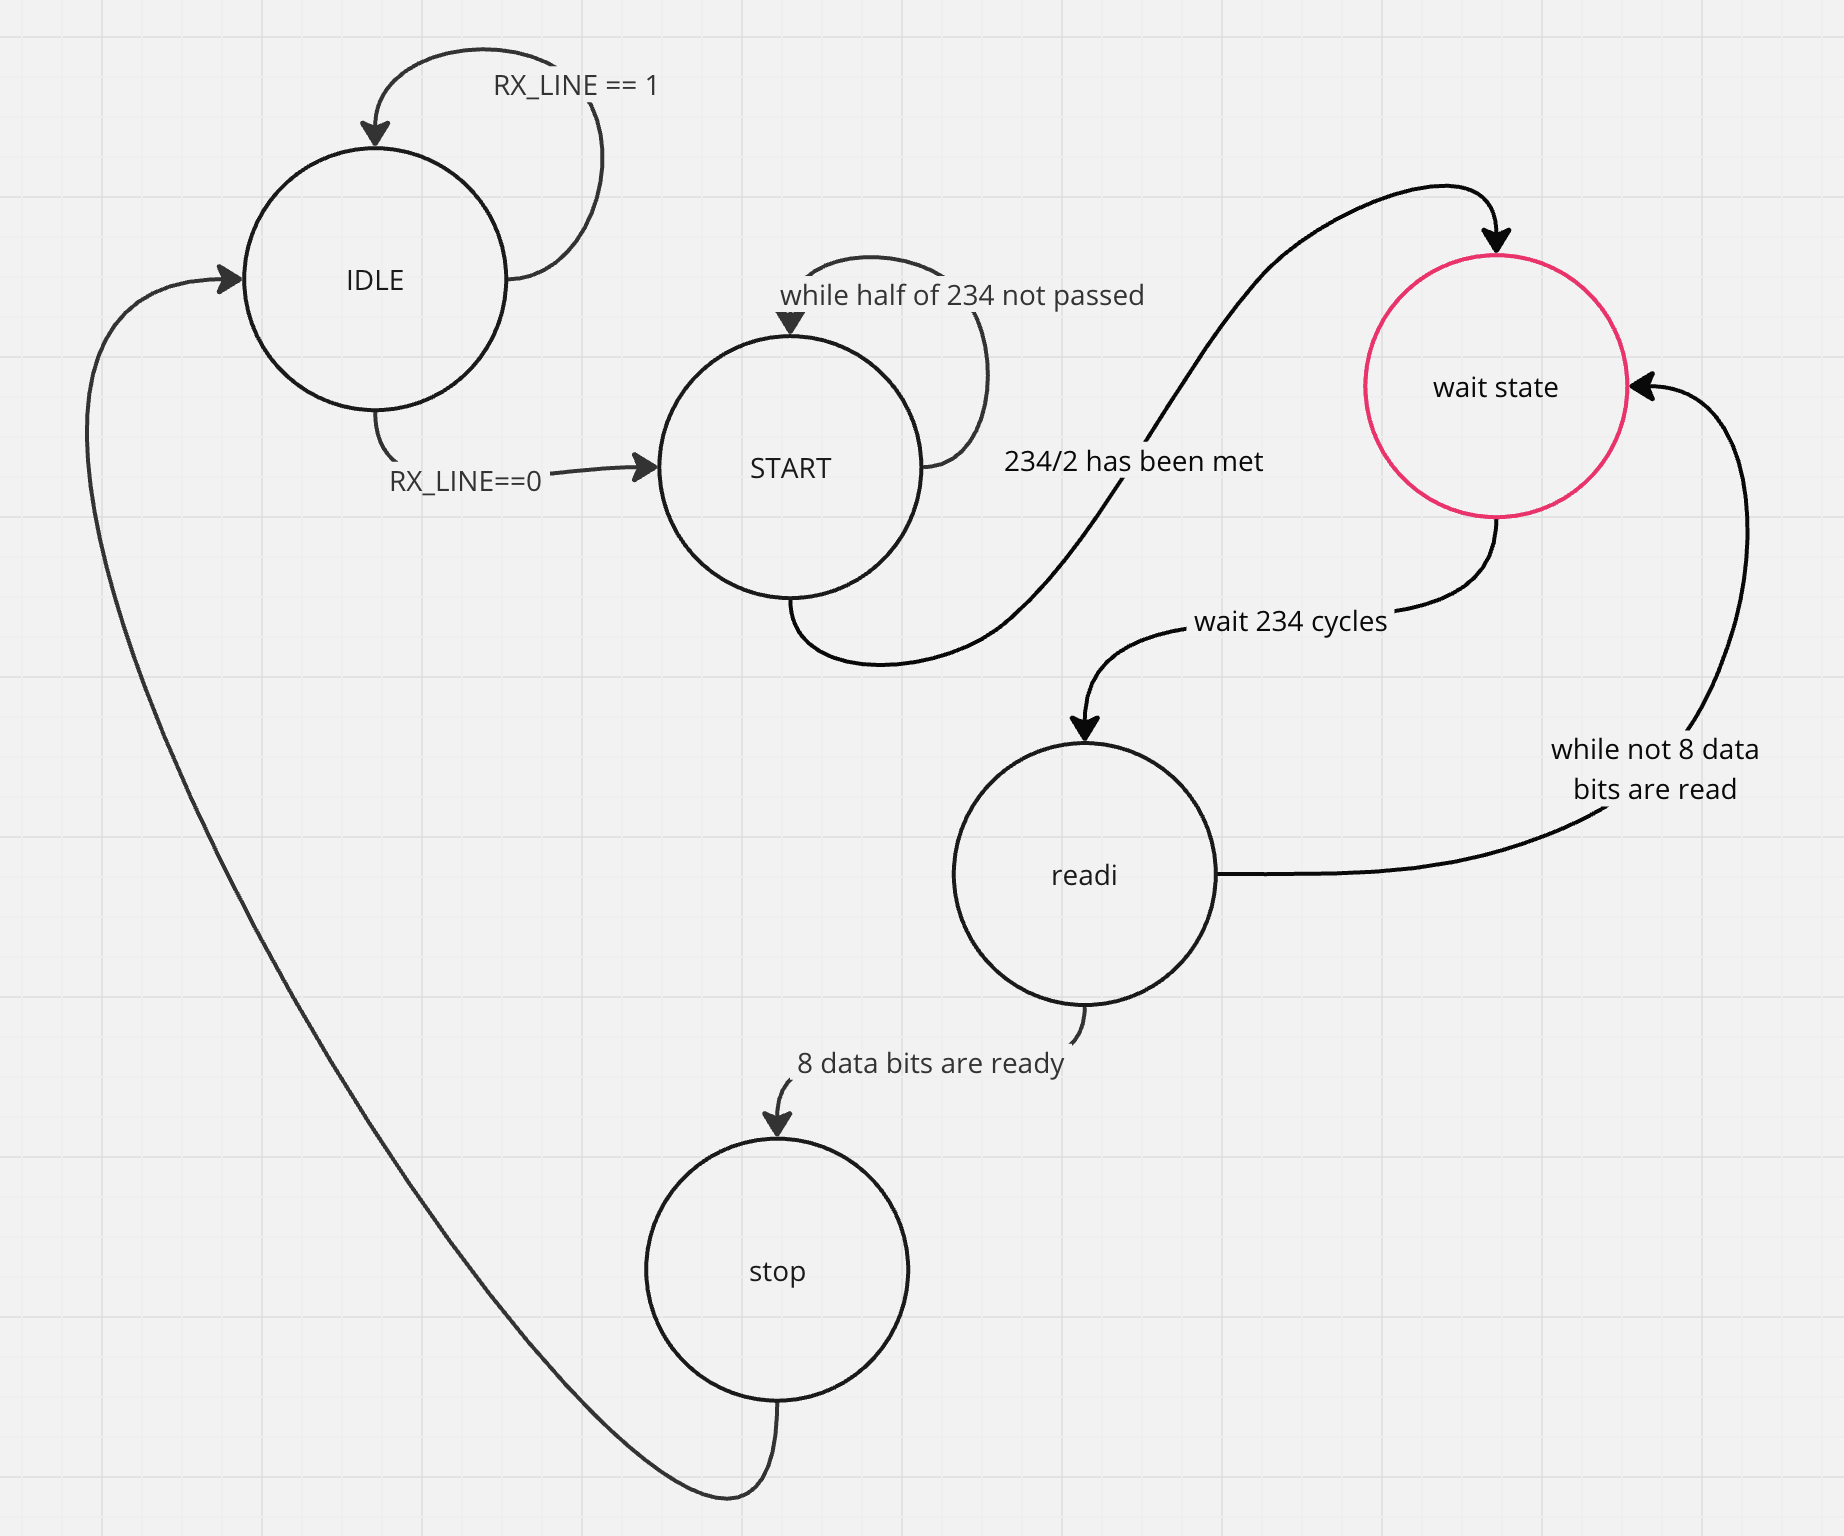 RX_LINE == 1
IDLE
while half of 234 not passed
wait state
RX_LINE==0
START
234/2 has been met
wait 234 cycles
while not 8 data
bits are read
readi
8 data bits are ready
stop